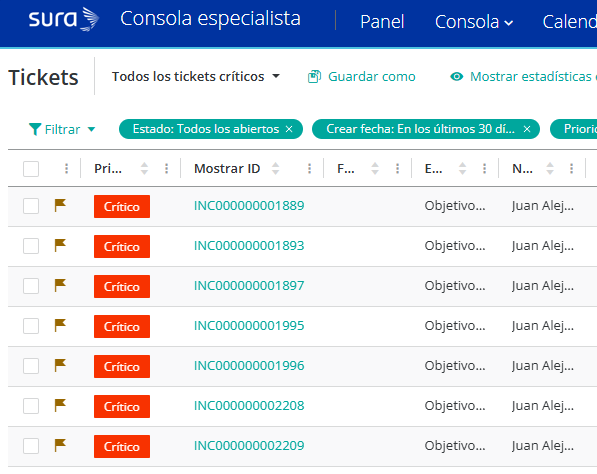 sura Consola especialista Panel Consola Calend
Tickets Todos los tickets críticos Guardar como Mostrar estadísticas
Filtrar Estado: Todos los abiertos × Crear fecha: En los últimos 30 dí... × Priorio
Pri... Mostrar ID F... E... N...
Crítico INC000000001889 Objetivo... Juan Alej...
Crítico INC000000001893 Objetivo... Juan Alej...
Crítico INC000000001897 Objetivo... Juan Alej...
Crítico INC000000001995 Objetivo... Juan Alej...
Crítico INC000000001996 Objetivo... Juan Alej...
Crítico INC000000002208 Objetivo... Juan Alej...
Crítico INC000000002209 Objetivo... Juan Alej...